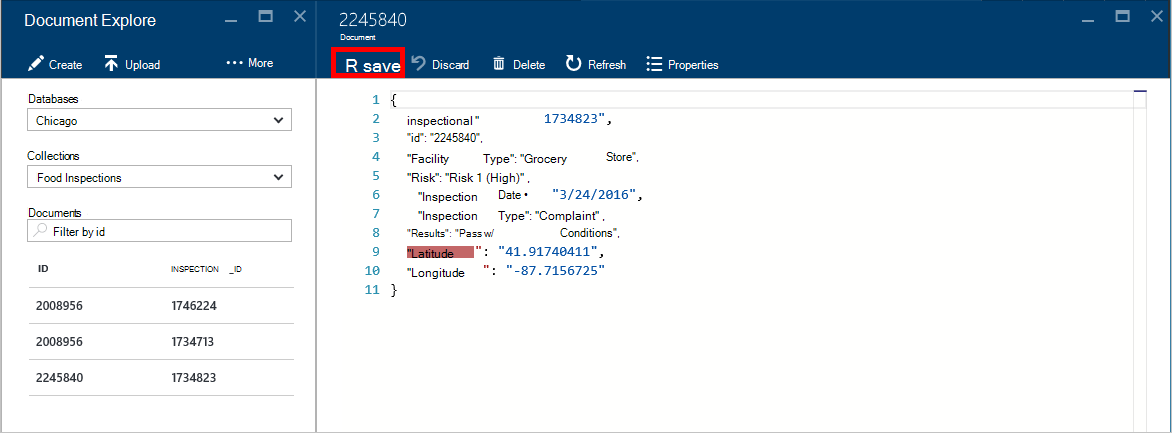 Document Explore
Create Upload ••• More
Databases
Chicago
Collections
Food Inspections
Documents
Filter by id
ID INSPECTION _ID
2008956 1746224
2008956 1734713
2245840 1734823
2245840
Document
R save Discard Delete Refresh Properties
1 {
2 inspectional " 1734823",
3 "id": "2245840",
4 "Facility Type": "Grocery Store",
5 "Risk": "Risk 1 (High)" ,
6 "Inspection Date • "3/24/2016",
7 "Inspection Type": "Complaint" ,
8 "Results": "Pass w/ Conditions",
9 "Latitude ": "41.91740411",
10 "Longitude ": "-87.7156725"
11 }